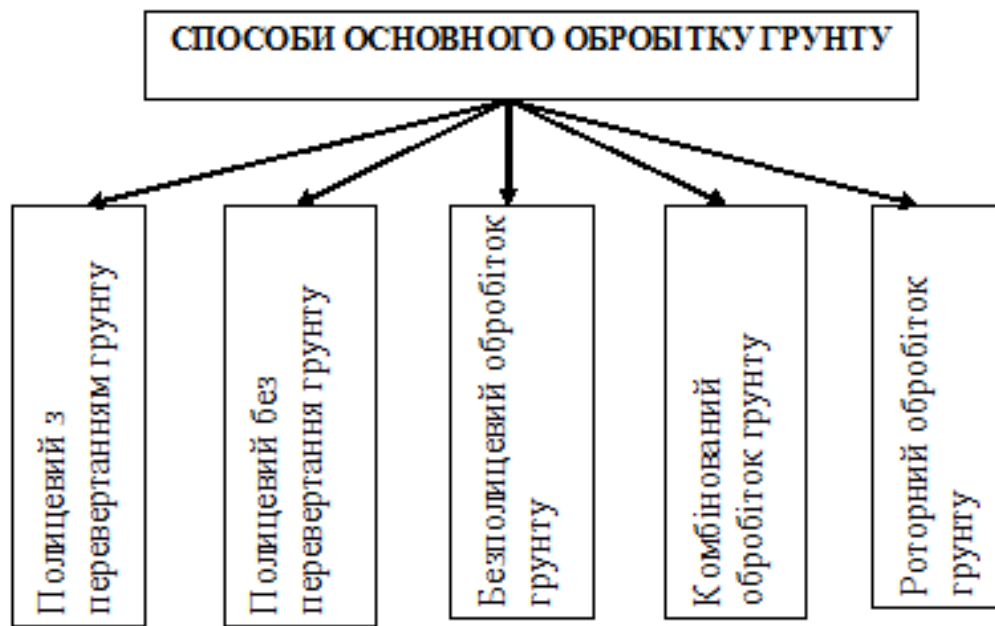 СПОСОБИ ОСНОВНОГО ОБРОБІТКУ ГРУНТУ
Полицевий з
перевертанням грунту
Полицевий без
перевертання грунту
Безполицевий обробіток
грунту
Комбінований
обробіток грунту
Роторний обробіток
грунту